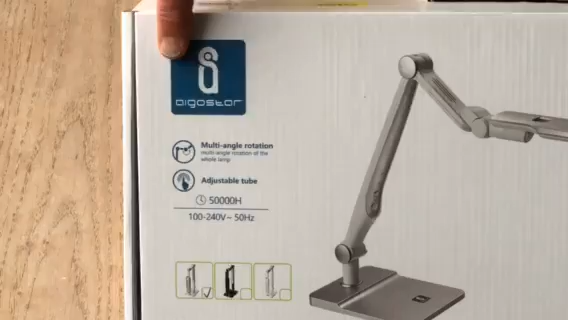 aigostar
Multi-angle rotation
multi-angle rotation of the
whole lamp
Adjustable tube
50000H
100-240V~ 50Hz